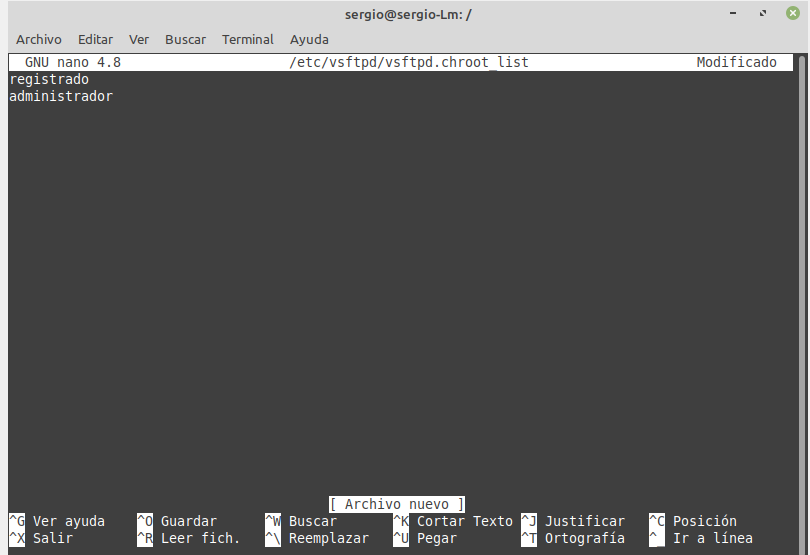 sergio@sergio-Lm: /
Archivo Editar Ver Buscar Terminal Ayuda
GNU nano 4.8 /etc/vsftpd/vsftpd.chroot_list Modificado
registrado
administrador
[ Archivo nuevo ]
^G Ver ayuda ^O Guardar ^W Buscar ^K Cortar Texto ^J Justificar ^C Posición
^X Salir ^R Leer fich. ^\ Reemplazar ^U Pegar ^T Ortografía ^_ Ir a línea